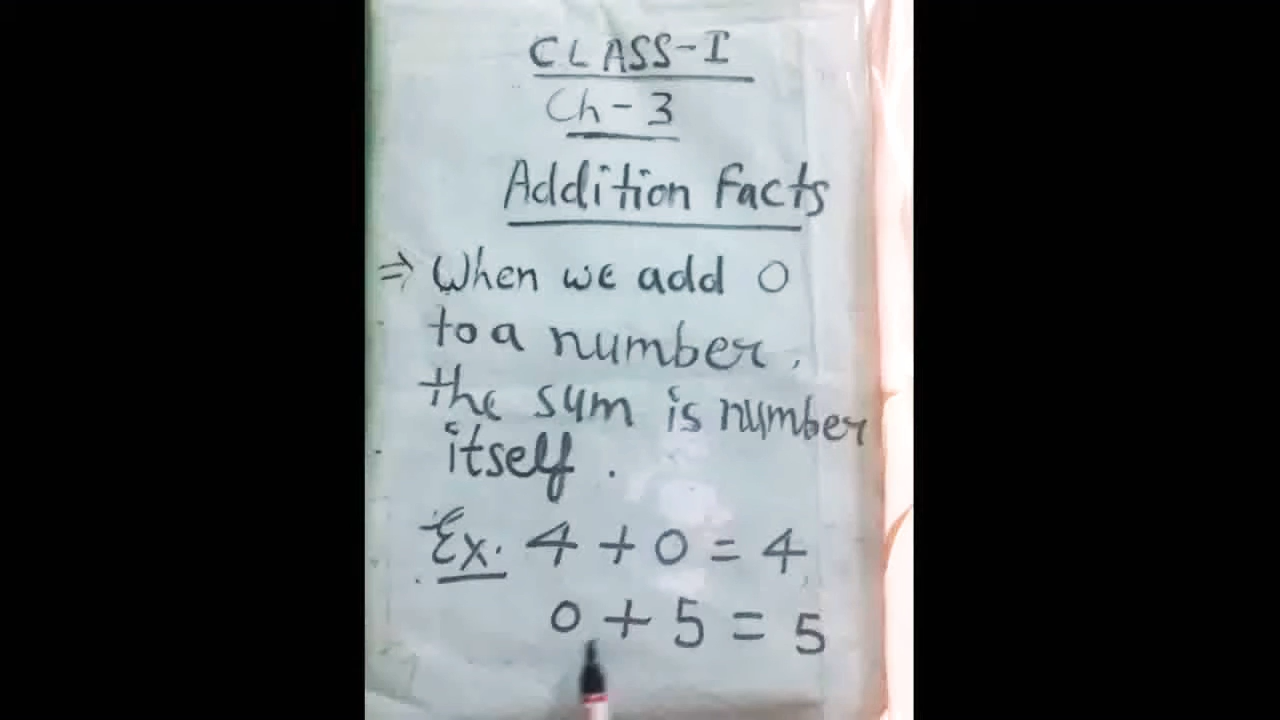 CLASS-I
Ch-3
Addition Facts
⇒ When we add 0
to a number,
the sum is number
itself.
Ex. 4 + 0 = 4
0 + 5 = 5